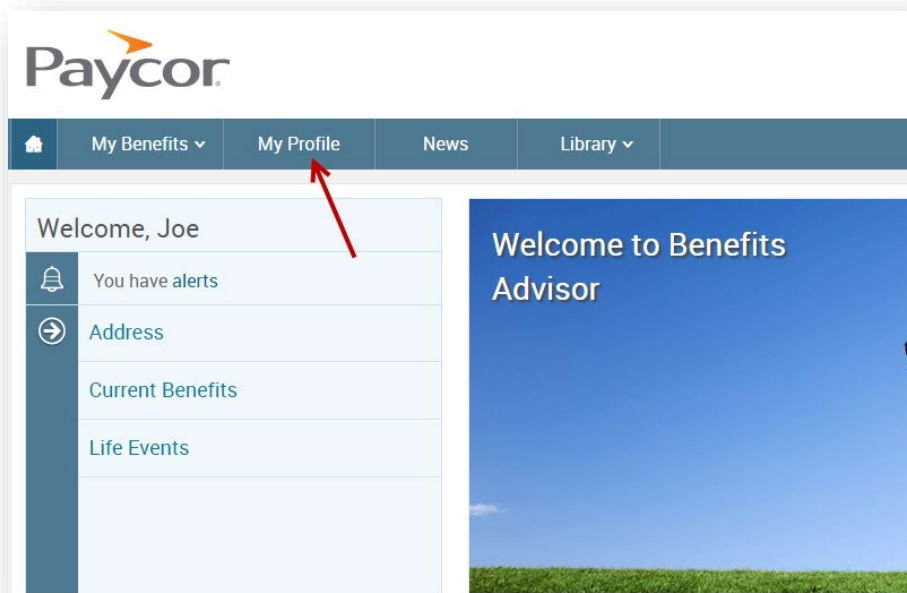 Paycor
My Benefits
My Profile
News
Library
Welcome, Joe
You have alerts
Address
Current Benefits
Life Events
Welcome to Benefits
Advisor